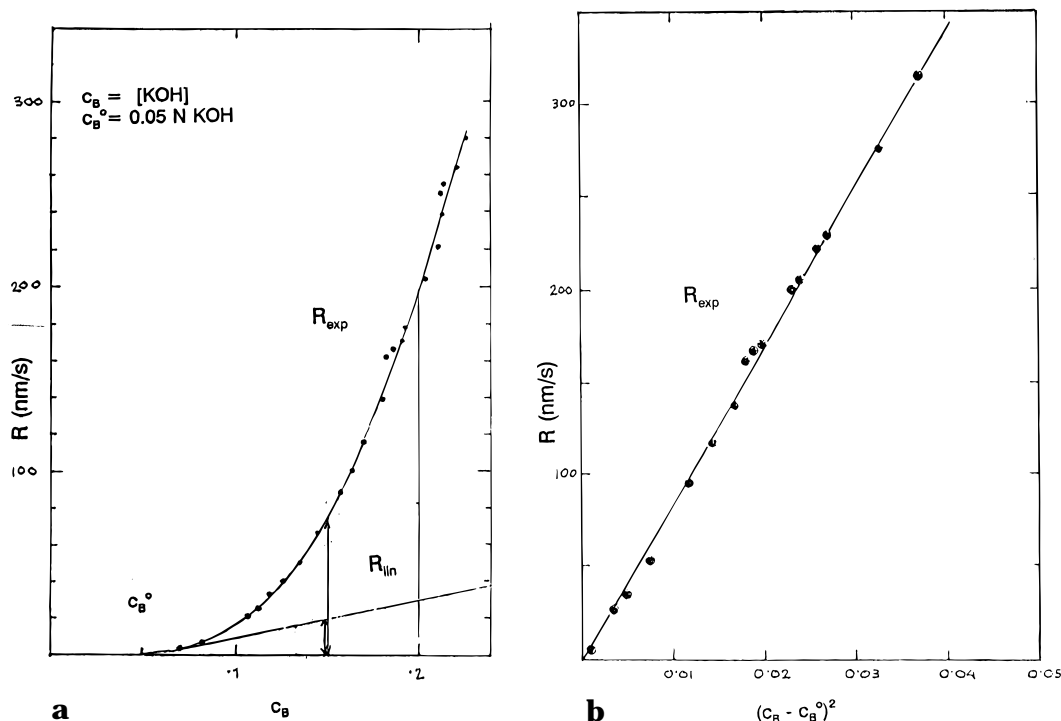 300
200
100
R (nm/s)
c_B = [KOH]
c_B° = 0.05 N KOH
R_exp
R_lin
c_B°
.1
.2
c_B
a
300
200
100
R (nm/s)
R_exp
0.01
0.02
0.03
0.04
0.05
(c_B - c_B°)²
b